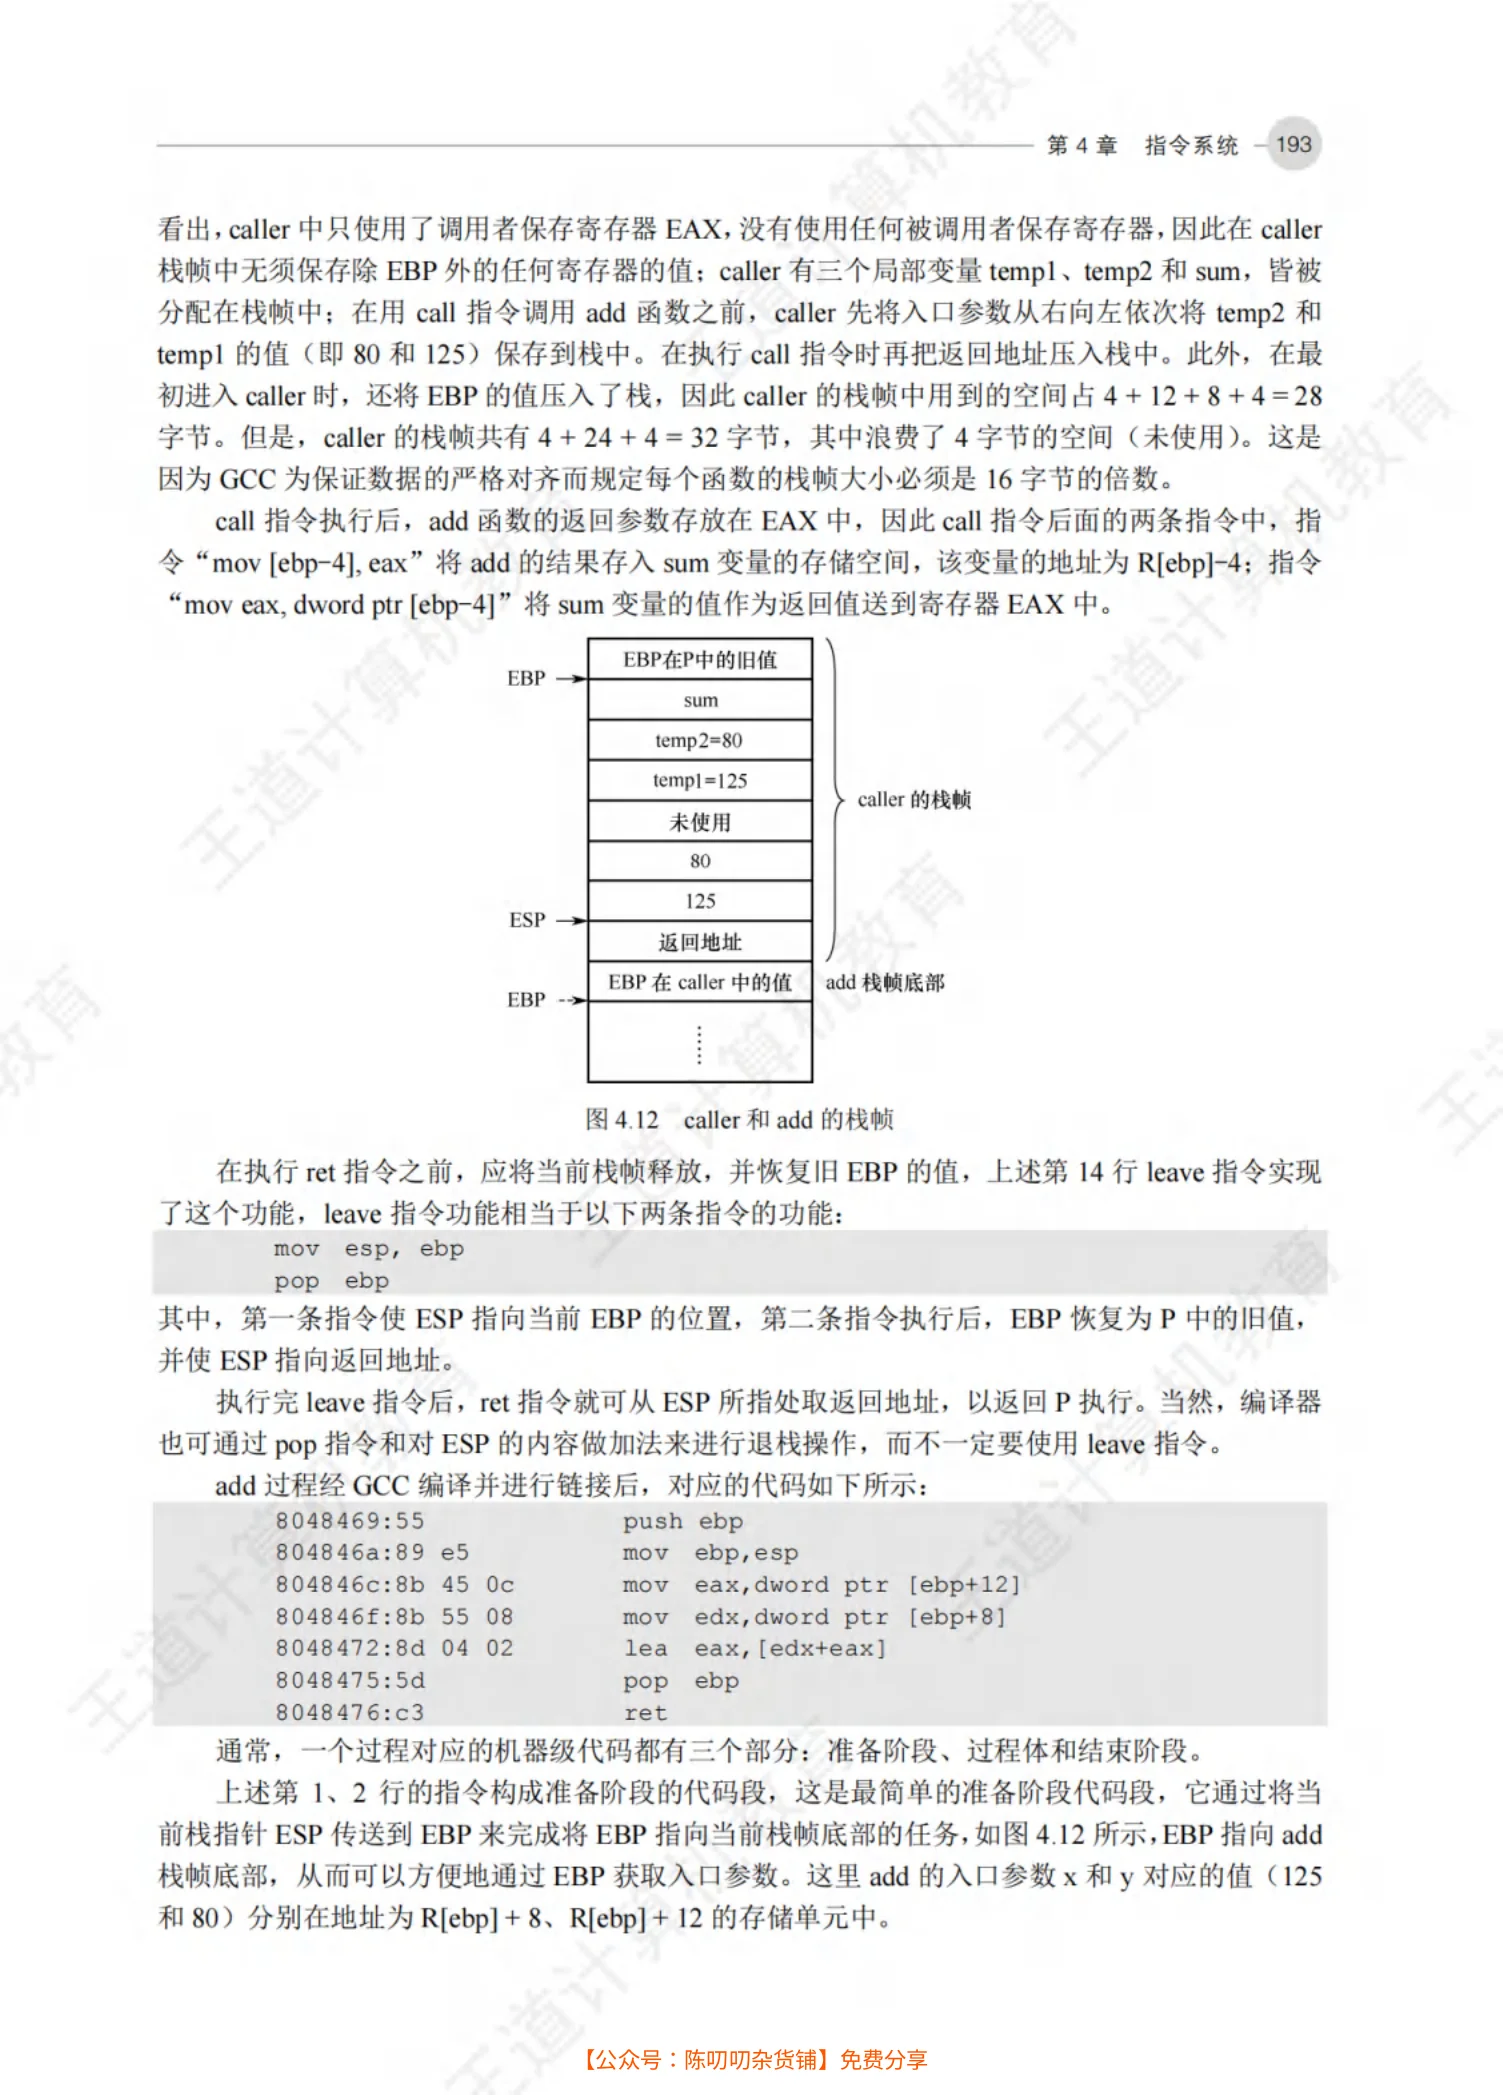 第 4 章 指令系统 193
看出，caller 中只使用了调用者保存寄存器 EAX，没有使用任何被调用者保存寄存器，因此在 caller
栈帧中无须保存除 EBP 外的任何寄存器的值；caller 有三个局部变量 temp1、temp2 和 sum，皆被
分配在栈帧中；在用 call 指令调用 add 函数之前，caller 先将入口参数从右向左依次将 temp2 和
temp1 的值（即 80 和 125）保存到栈中。在执行 call 指令时再把返回地址压入栈中。此外，在最
初进入 caller 时，还将 EBP 的值压入了栈，因此 caller 的栈帧中用到的空间占 4 + 12 + 8 + 4 = 28
字节。但是，caller 的栈帧共有 4 + 24 + 4 = 32 字节，其中浪费了 4 字节的空间（未使用）。这是
因为 GCC 为保证数据的严格对齐而规定每个函数的栈帧大小必须是 16 字节的倍数。
call 指令执行后，add 函数的返回参数存放在 EAX 中，因此 call 指令后面的两条指令中，指
令“mov [ebp−4], eax”将 add 的结果存入 sum 变量的存储空间，该变量的地址为 R[ebp]−4；指令
“mov eax, dword ptr [ebp−4]”将 sum 变量的值作为返回值送到寄存器 EAX 中。
EBP在P中的旧值
EBP
sum
temp2=80
temp1=125
caller 的栈帧
未使用
80
125
ESP
返回地址
EBP 在 caller 中的值 add 栈帧底部
EBP
……
图 4.12 caller 和 add 的栈帧
在执行 ret 指令之前，应将当前栈帧释放，并恢复旧 EBP 的值，上述第 14 行 leave 指令实现
了这个功能，leave 指令功能相当于以下两条指令的功能：
mov esp, ebp
pop ebp
其中，第一条指令使 ESP 指向当前 EBP 的位置，第二条指令执行后，EBP 恢复为 P 中的旧值，
并使 ESP 指向返回地址。
执行完 leave 指令后，ret 指令就可从 ESP 所指处取返回地址，以返回 P 执行。当然，编译器
也可通过 pop 指令和对 ESP 的内容做加法来进行退栈操作，而不一定要使用 leave 指令。
add 过程经 GCC 编译并进行链接后，对应的代码如下所示：
8048469:55 push ebp
804846a:89 e5 mov ebp,esp
804846c:8b 45 0c mov eax,dword ptr [ebp+12]
804846f:8b 55 08 mov edx,dword ptr [ebp+8]
8048472:8d 04 02 lea eax,[edx+eax]
8048475:5d pop ebp
8048476:c3 ret
通常，一个过程对应的机器级代码都有三个部分：准备阶段、过程体和结束阶段。
上述第 1、2 行的指令构成准备阶段的代码段，这是最简单的准备阶段代码段，它通过将当
前栈指针 ESP 传送到 EBP 来完成将 EBP 指向当前栈帧底部的任务，如图 4.12 所示，EBP 指向 add
栈帧底部，从而可以方便地通过 EBP 获取入口参数。这里 add 的入口参数 x 和 y 对应的值（125
和 80）分别在地址为 R[ebp] + 8、R[ebp] + 12 的存储单元中。
【公众号：陈叨叨杂货铺】免费分享
王道计算机教育